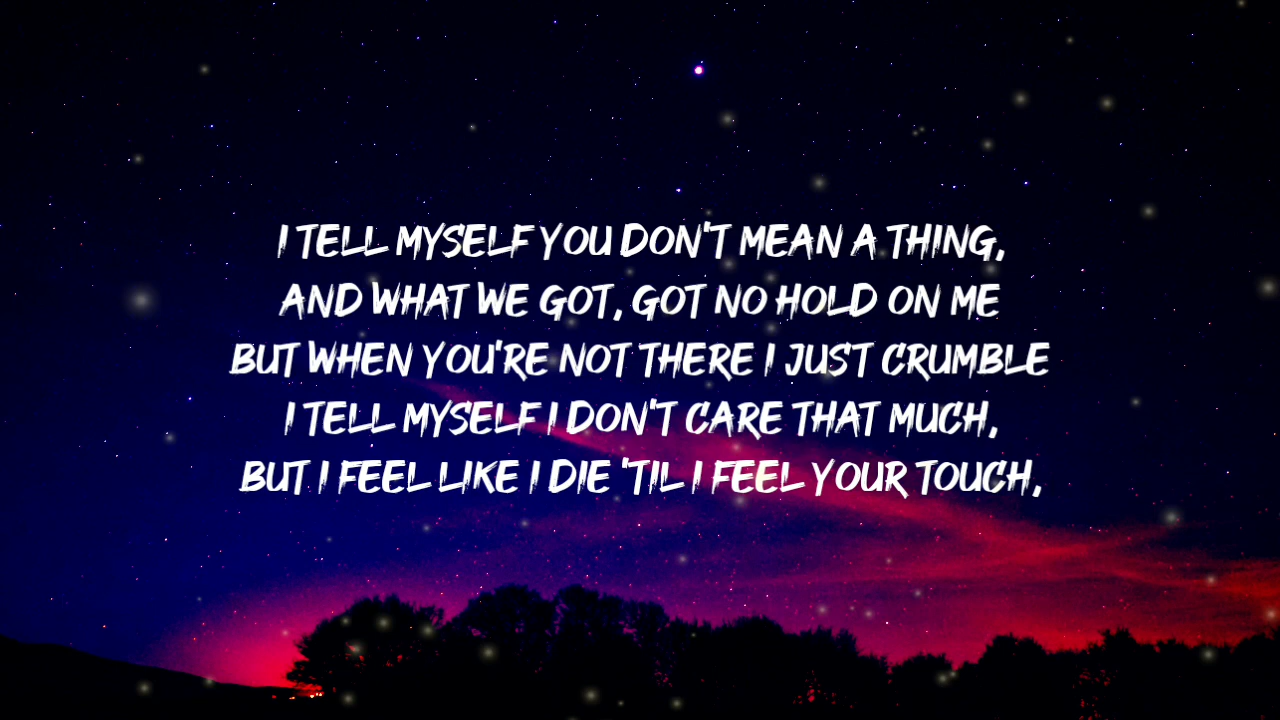 I TELL MYSELF YOU DON'T MEAN A THING,
AND WHAT WE GOT, GOT NO HOLD ON ME
BUT WHEN YOU'RE NOT THERE I JUST CRUMBLE
I TELL MYSELF I DON'T CARE THAT MUCH,
BUT I FEEL LIKE I DIE 'TIL I FEEL YOUR TOUCH,